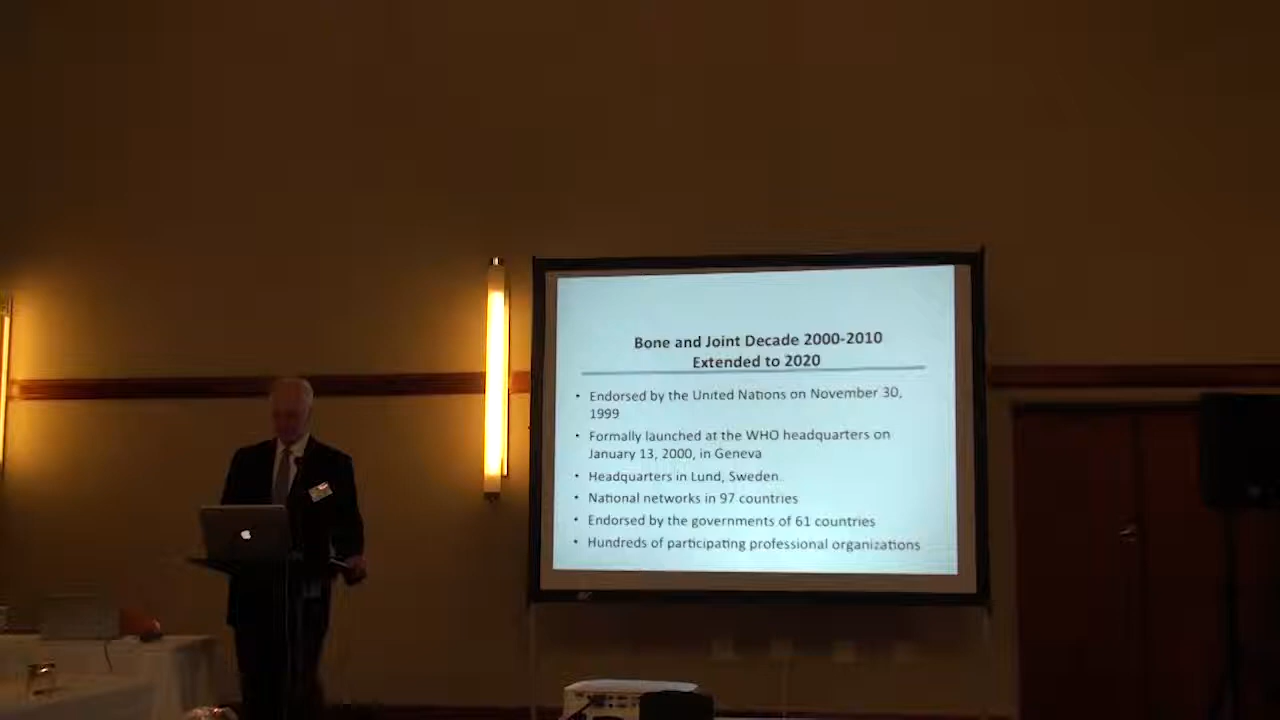 Bone and Joint Decade 2000-2010
Extended to 2020
• Endorsed by the United Nations on November 30,
1999
• Formally launched at the WHO headquarters on
January 13, 2000, in Geneva
• Headquarters in Lund, Sweden.
• National networks in 97 countries
• Endorsed by the governments of 61 countries
• Hundreds of participating professional organizations